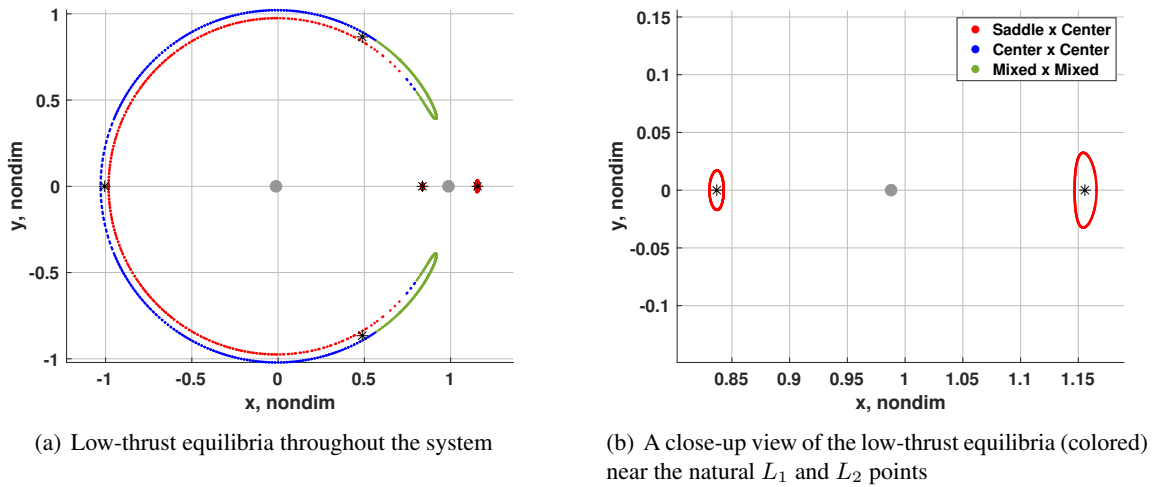 1
0.5
0
-0.5
-1
y, nondim
-1
-0.5
0
0.5
1
x, nondim
(a) Low-thrust equilibria throughout the system
0.15
0.1
0.05
0
-0.05
-0.1
y, nondim
Saddle x Center
Center x Center
Mixed x Mixed
0.85
0.9
0.95
1
1.05
1.1
1.15
x, nondim
(b) A close-up view of the low-thrust equilibria (colored)
near the natural L₁ and L₂ points